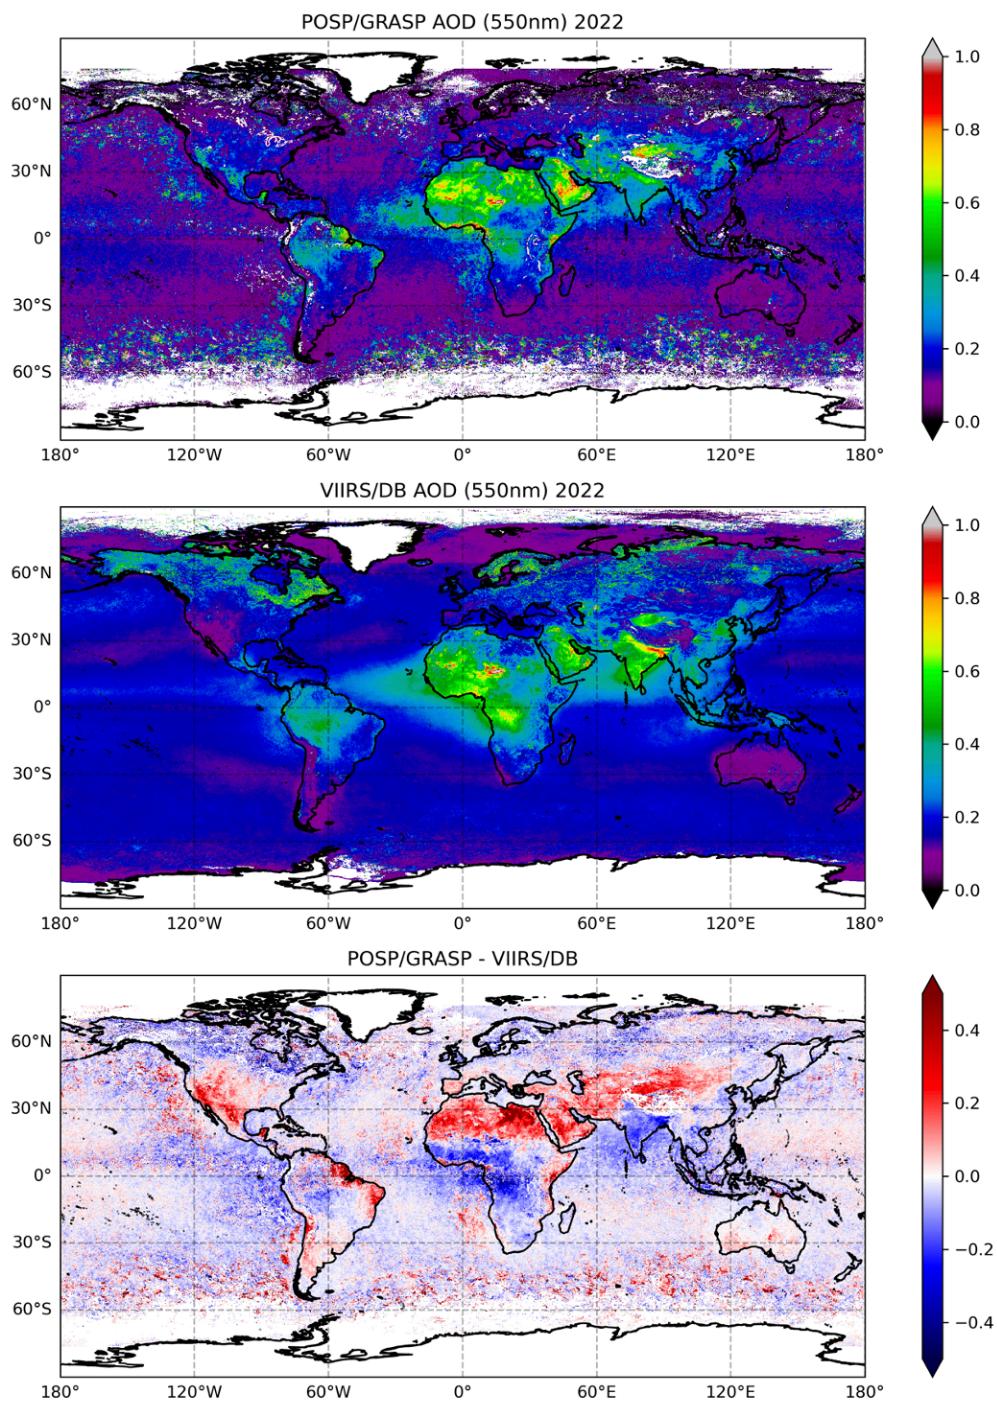 POSP/GRASP AOD (550nm) 2022
60°N
30°N
0°
30°S
60°S
180° 120°W 60°W 0° 60°E 120°E 180°
1.0
0.8
0.6
0.4
0.2
0.0
VIIRS/DB AOD (550nm) 2022
60°N
30°N
0°
30°S
60°S
180° 120°W 60°W 0° 60°E 120°E 180°
1.0
0.8
0.6
0.4
0.2
0.0
POSP/GRASP - VIIRS/DB
60°N
30°N
0°
30°S
60°S
180° 120°W 60°W 0° 60°E 120°E 180°
0.4
0.2
0.0
−0.2
−0.4